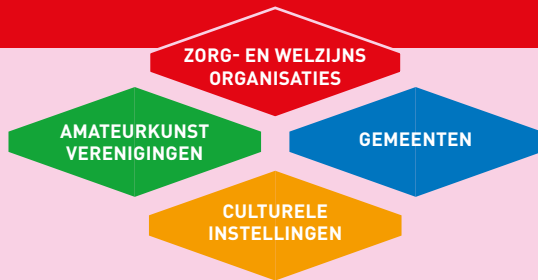 ZORG- EN WELZIJNS
ORGANISATIES
AMATEURKUNST
VERENIGINGEN
GEMEENTEN
CULTURELE
INSTELLINGEN